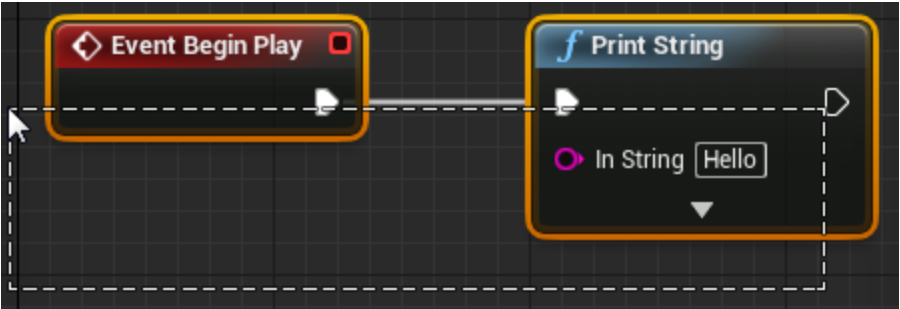 Event Begin Play
f Print String
In String Hello